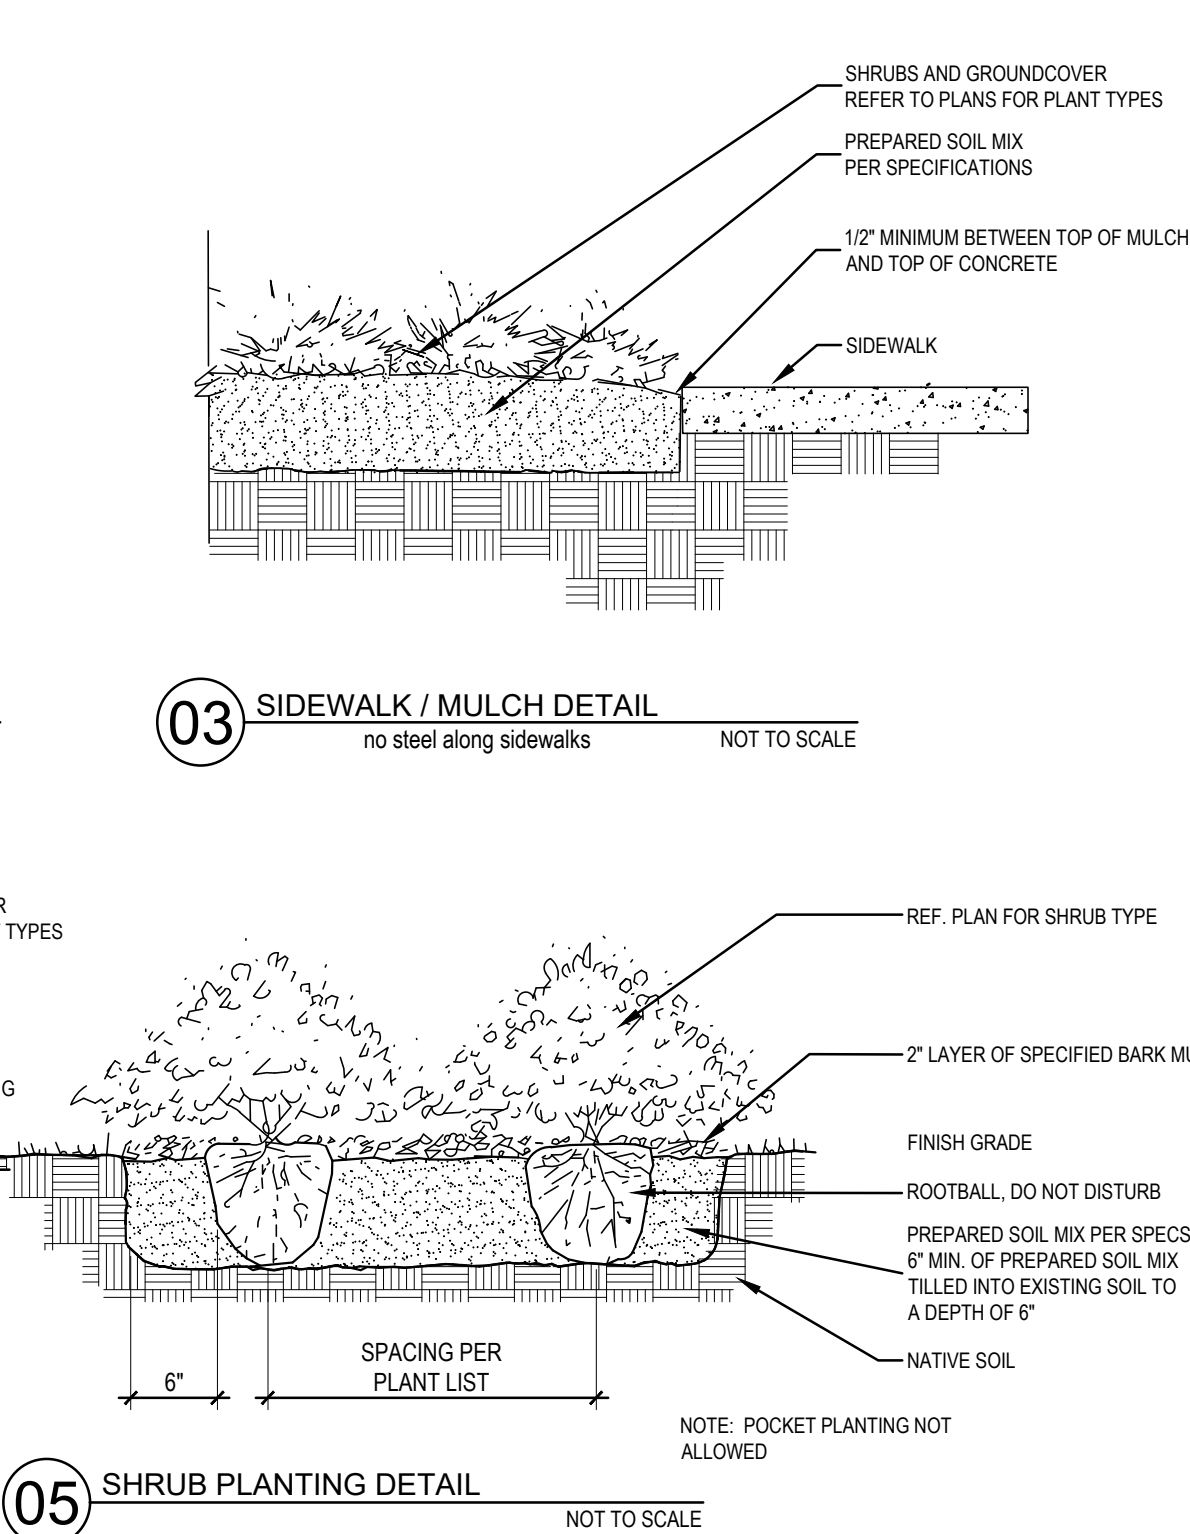 SHRUBS AND GROUNDCOVER
REFER TO PLANS FOR PLANT TYPES
PREPARED SOIL MIX
PER SPECIFICATIONS
1/2" MINIMUM BETWEEN TOP OF MULCH
AND TOP OF CONCRETE
SIDEWALK
03
SIDEWALK / MULCH DETAIL
no steel along sidewalks
NOT TO SCALE
R
TYPES
G
REF. PLAN FOR SHRUB TYPE
2" LAYER OF SPECIFIED BARK MU
FINISH GRADE
ROOTBALL, DO NOT DISTURB
PREPARED SOIL MIX PER SPECS
6" MIN. OF PREPARED SOIL MIX
TILLED INTO EXISTING SOIL TO
A DEPTH OF 6"
NATIVE SOIL
6"
SPACING PER
PLANT LIST
NOTE: POCKET PLANTING NOT
ALLOWED
05
SHRUB PLANTING DETAIL
NOT TO SCALE